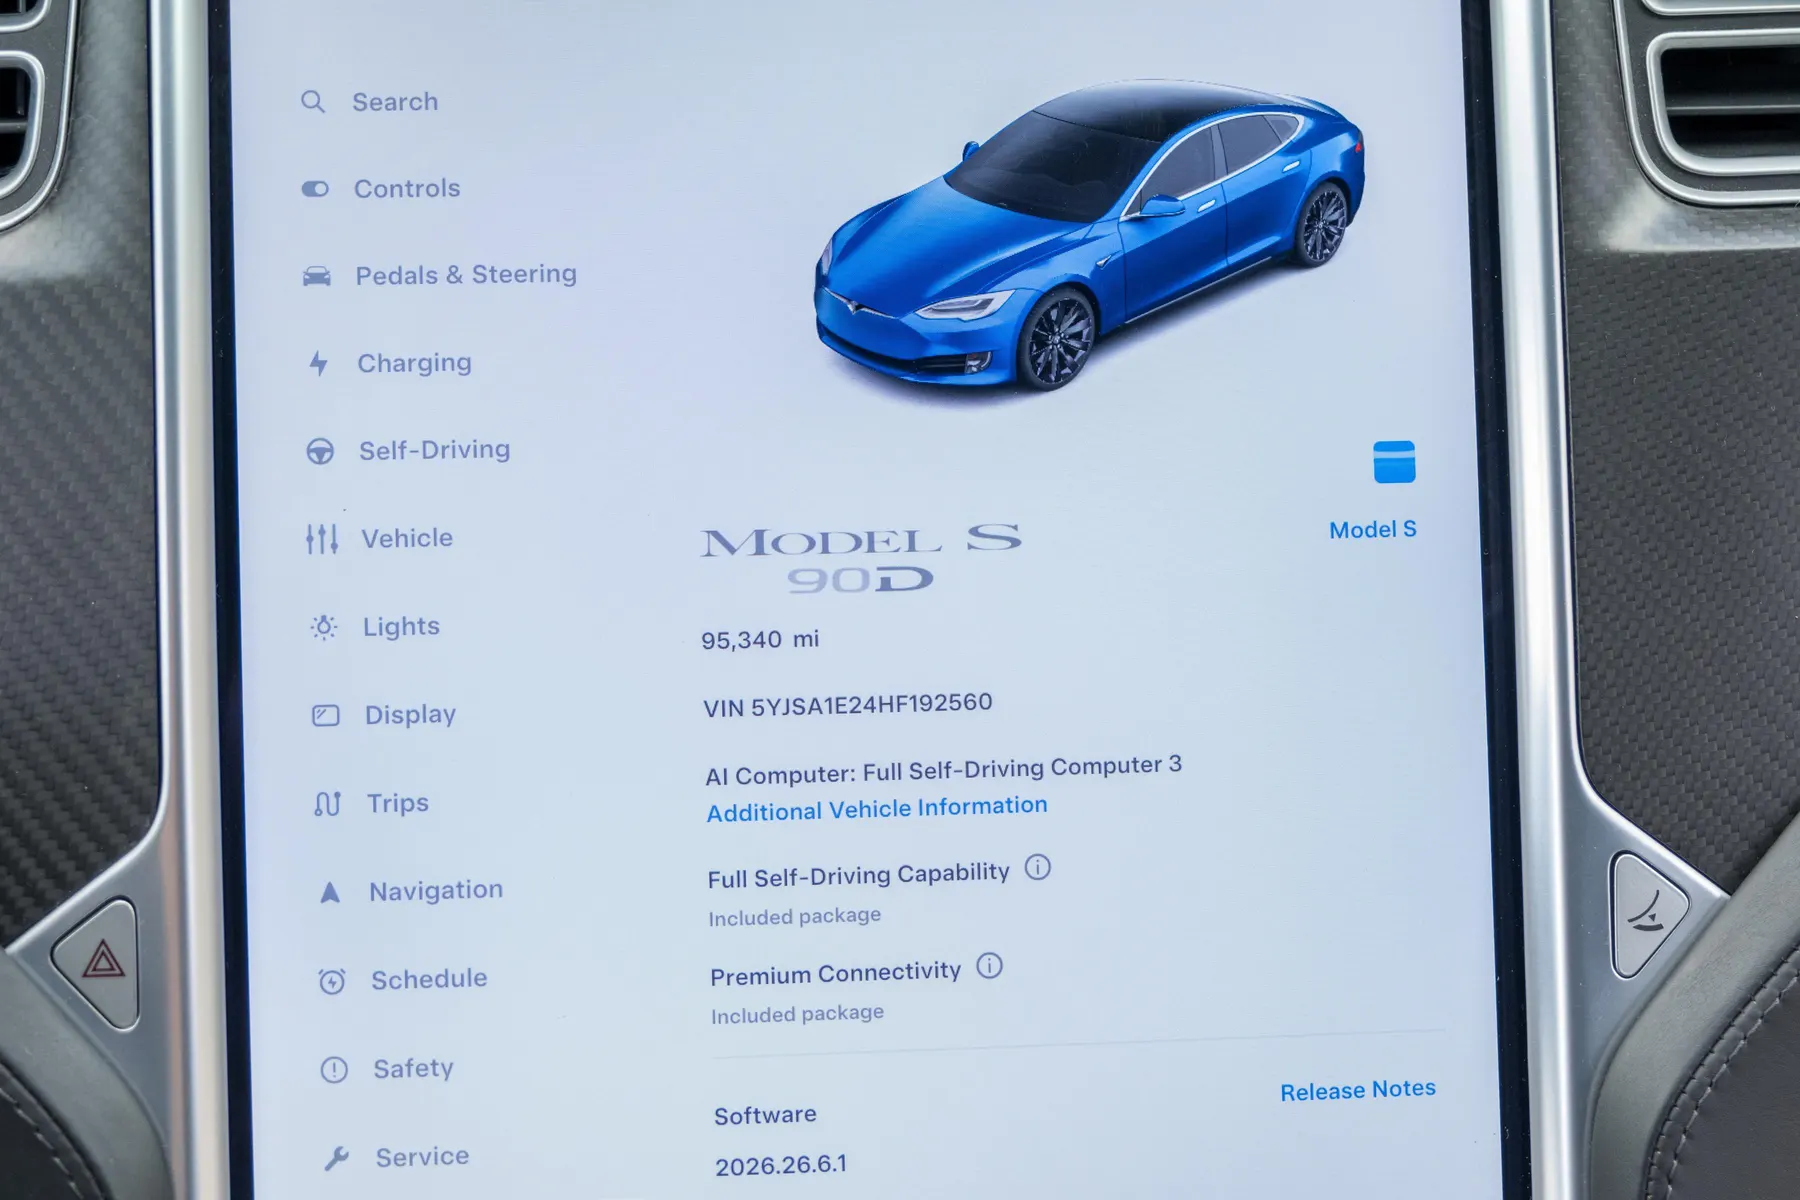 Search
Controls
Pedals & Steering
Charging
Self-Driving
Vehicle
Lights
Display
Trips
Navigation
Schedule
Safety
Service
Model S
MODEL S
90D
95,340 mi
VIN 5YJSA1E24HF192560
AI Computer: Full Self-Driving Computer 3
Additional Vehicle Information
Full Self-Driving Capability
Included package
Premium Connectivity
Included package
Release Notes
Software
2026.26.6.1